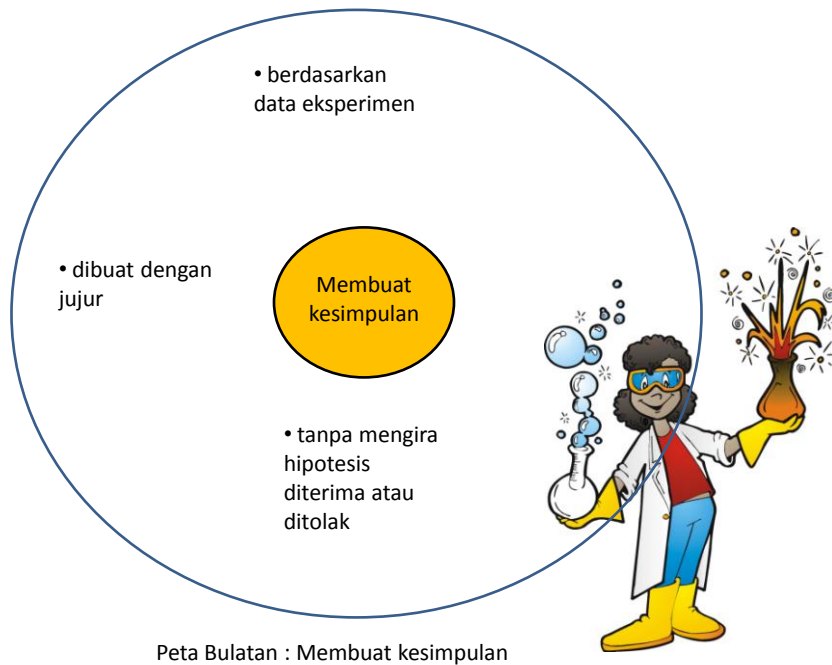 • berdasarkan
data eksperimen
• dibuat dengan
jujur
Membuat
kesimpulan
• tanpa mengira
hipotesis
diterima atau
ditolak
Peta Bulatan : Membuat kesimpulan